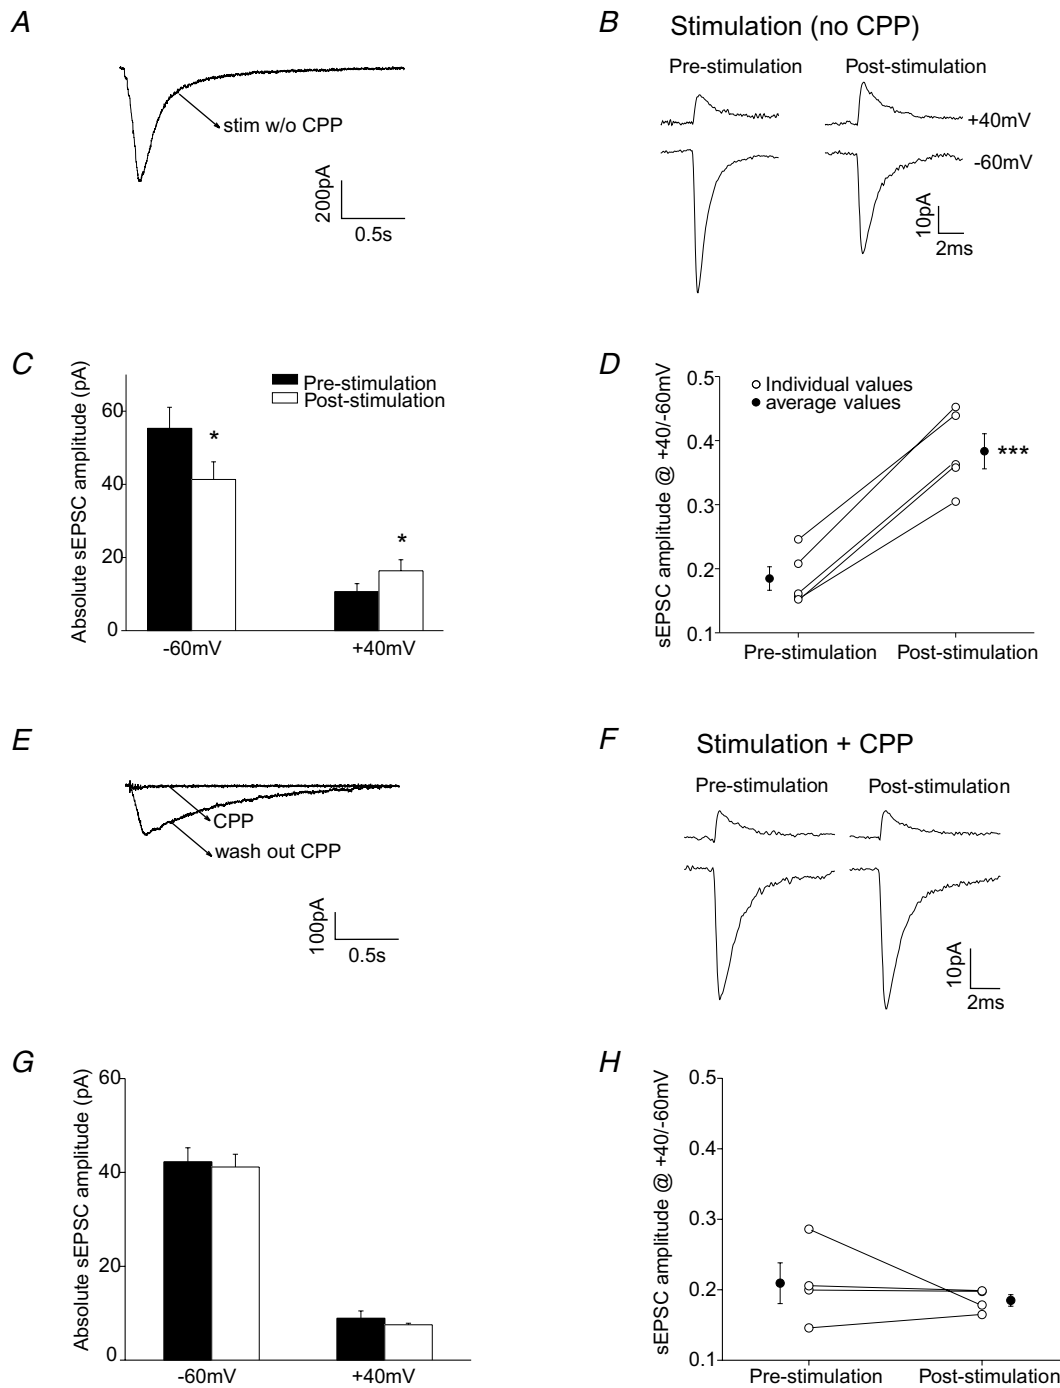 A
stim w/o CPP
200pA
0.5s
B
Stimulation (no CPP)
Pre-stimulation
Post-stimulation
+40mV
-60mV
10pA
2ms
C
Absolute sEPSC amplitude (pA)
60
40
20
0
Pre-stimulation
Post-stimulation
*
*
-60mV
+40mV
D
sEPSC amplitude @ +40/-60mV
0.5
0.4
0.3
0.2
0.1
Individual values
average values
***
Pre-stimulation
Post-stimulation
E
CPP
wash out CPP
100pA
0.5s
F
Stimulation + CPP
Pre-stimulation
Post-stimulation
10pA
2ms
G
Absolute sEPSC amplitude (pA)
60
40
20
0
-60mV
+40mV
H
sEPSC amplitude @ +40/-60mV
0.5
0.4
0.3
0.2
0.1
Pre-stimulation
Post-stimulation